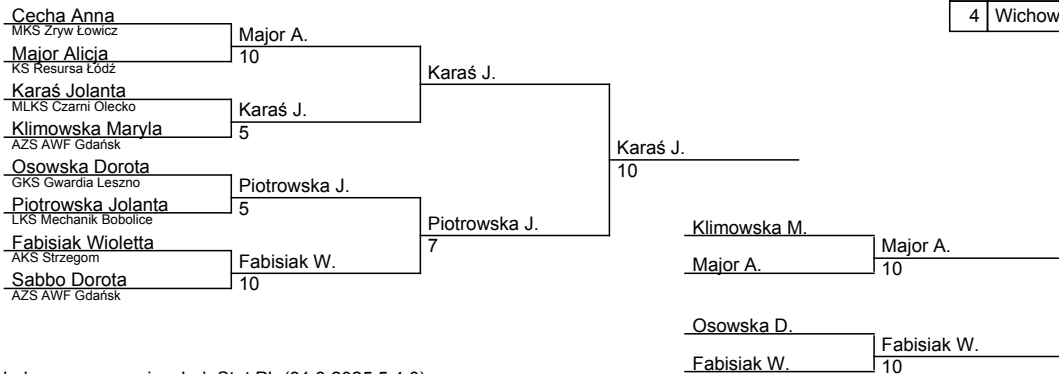 Cecha Anna
MKS Zryw Łowicz
Major Alicja
KS Resursa Łódź
Karaś Jolanta
MLKS Czarni Olecko
Klimowska Maryla
AZS AWF Gdańsk
Osowska Dorota
GKS Gwardia Leszno
Piotrowska Jolanta
LKS Mechanik Bobolice
Fabisiak Wioletta
AKS Strzegom
Sabbo Dorota
AZS AWF Gdańsk
Major A.
10
Karaś J.
5
Piotrowska J.
5
Fabisiak W.
10
Karaś J.
Piotrowska J.
7
Karaś J.
10
4 Wichow
Klimowska M.
Major A.
Major A.
10
Osowska D.
Fabisiak W.
Fabisiak W.
10